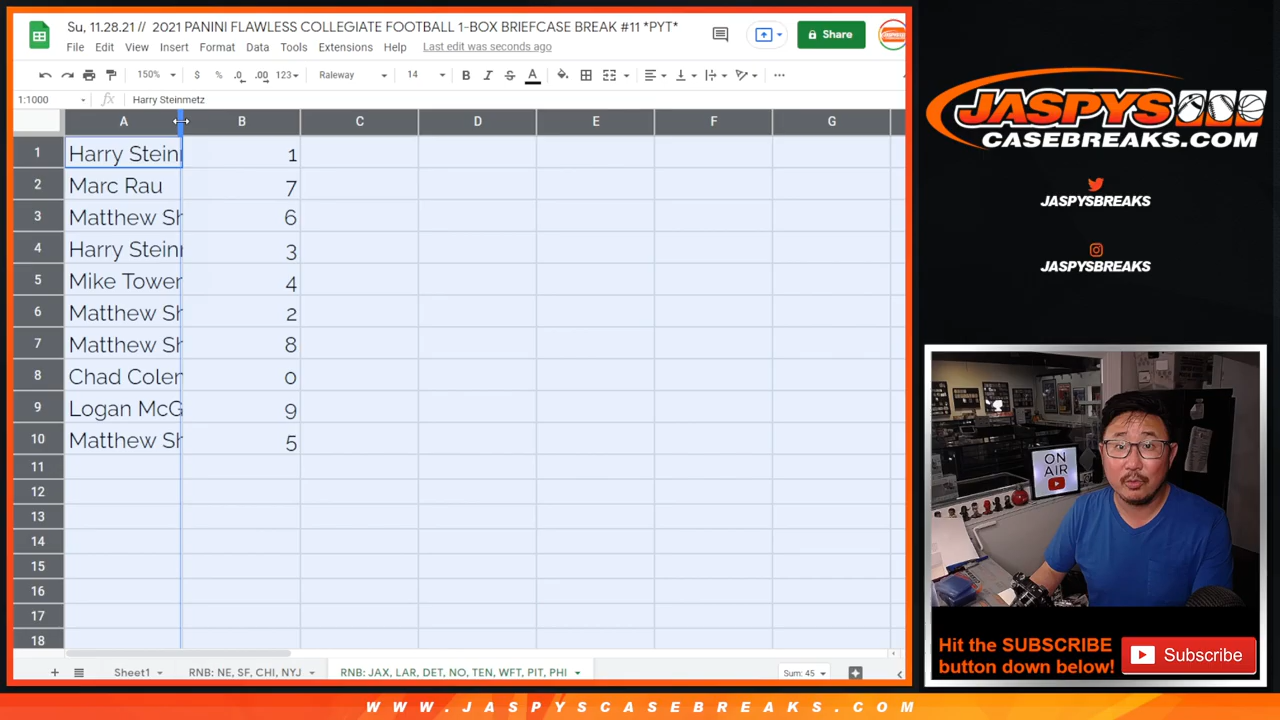 Su, 11.28.21 // 2021 PANINI FLAWLESS COLLEGIATE FOOTBALL 1-BOX BRIEFCASE BREAK #11 *PYT*
File Edit View Insert Format Data Tools Extensions Help Last edit was seconds ago
Share
150% $ % .0 .00 123 Raleway 14 B I S A
1:1000 fx Harry Steinmetz
A B C D E F G
1 Harry Stein 1
2 Marc Rau 7
3 Matthew Sh 6
4 Harry Stein 3
5 Mike Tower 4
6 Matthew Sh 2
7 Matthew Sh 8
8 Chad Coler 0
9 Logan McG 9
10 Matthew Sh 5
11
12
13
14
15
16
17
18
Sheet1 RNB: NE, SF, CHI, NYJ RNB: JAX, LAR, DET, NO, TEN, WFT, PIT, PHI Sum: 45
JASPYS
CASEBREAKS.COM
JASPYSBREAKS
JASPYSBREAKS
ON
AIR
Hit the SUBSCRIBE
button down below!
Subscribe
WWW.JASPYSCASEBREAKS.COM